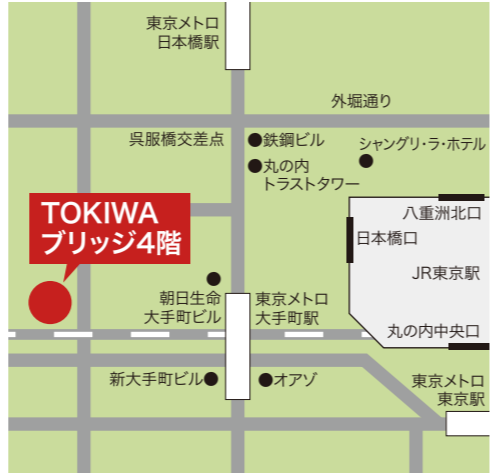 東京メトロ
日本橋駅
外堀通り
呉服橋交差点
鉄鋼ビル
シャングリ・ラ・ホテル
丸の内
トラストタワー
TOKIWA
ブリッジ4階
八重洲北口
日本橋口
JR東京駅
朝日生命
大手町ビル
東京メトロ
大手町駅
丸の内中央口
新大手町ビル
オアゾ
東京メトロ
東京駅